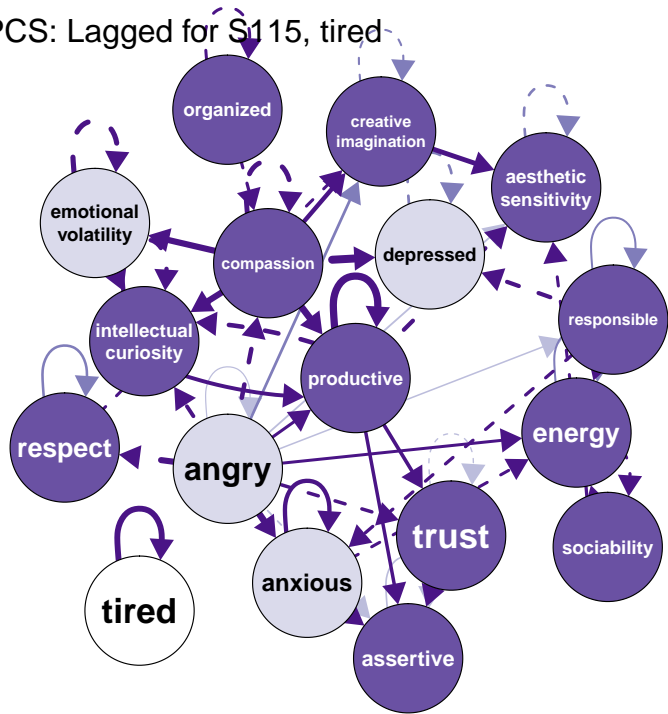 PCS: Lagged for S115, tired
organized
creative
imagination
aesthetic
sensitivity
emotional
volatility
compassion
depressed
intellectual
curiosity
responsible
productive
respect
angry
energy
trust
sociability
anxious
tired
assertive